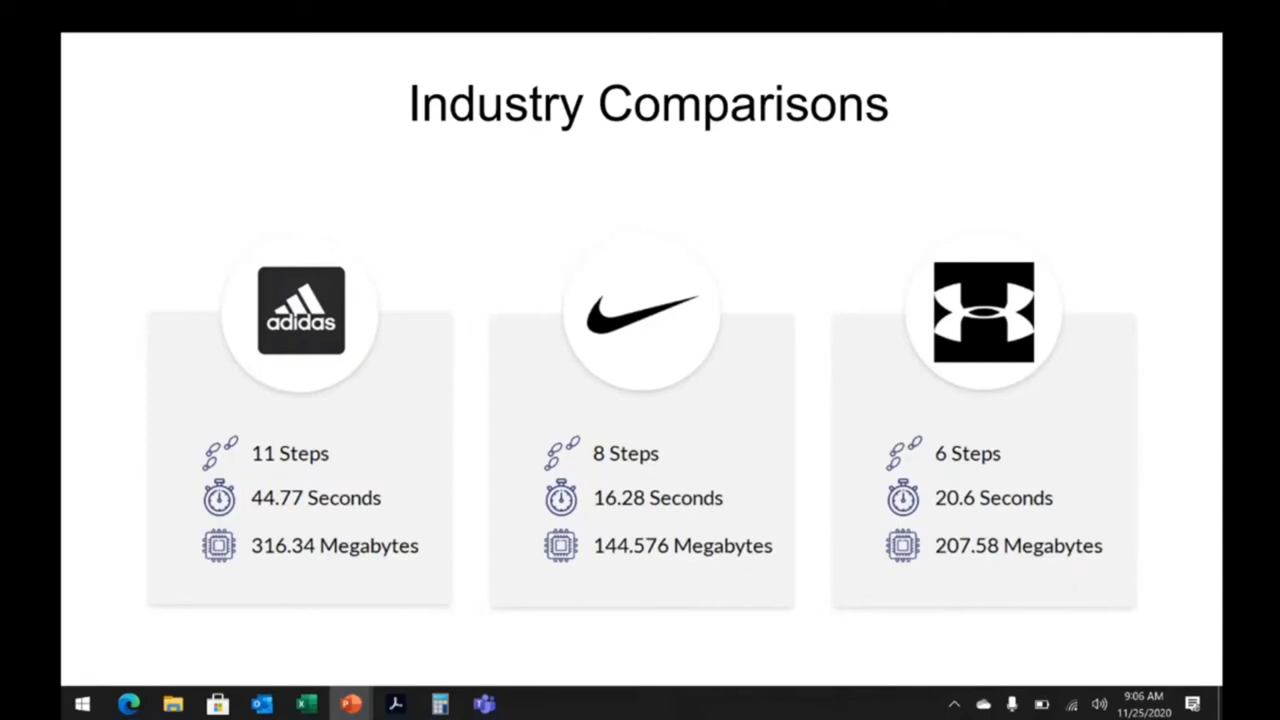 Industry Comparisons
adidas
11 Steps
44.77 Seconds
316.34 Megabytes
8 Steps
16.28 Seconds
144.576 Megabytes
6 Steps
20.6 Seconds
207.58 Megabytes
9:06 AM
11/25/2020